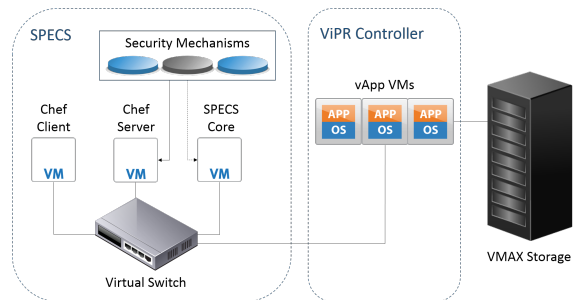 SPECS
ViPR Controller
Security Mechanisms
vApp VMs
Chef
Client
Chef
Server
SPECS
Core
APP
OS
APP
OS
APP
OS
VM
VM
VM
Virtual Switch
VMAX Storage